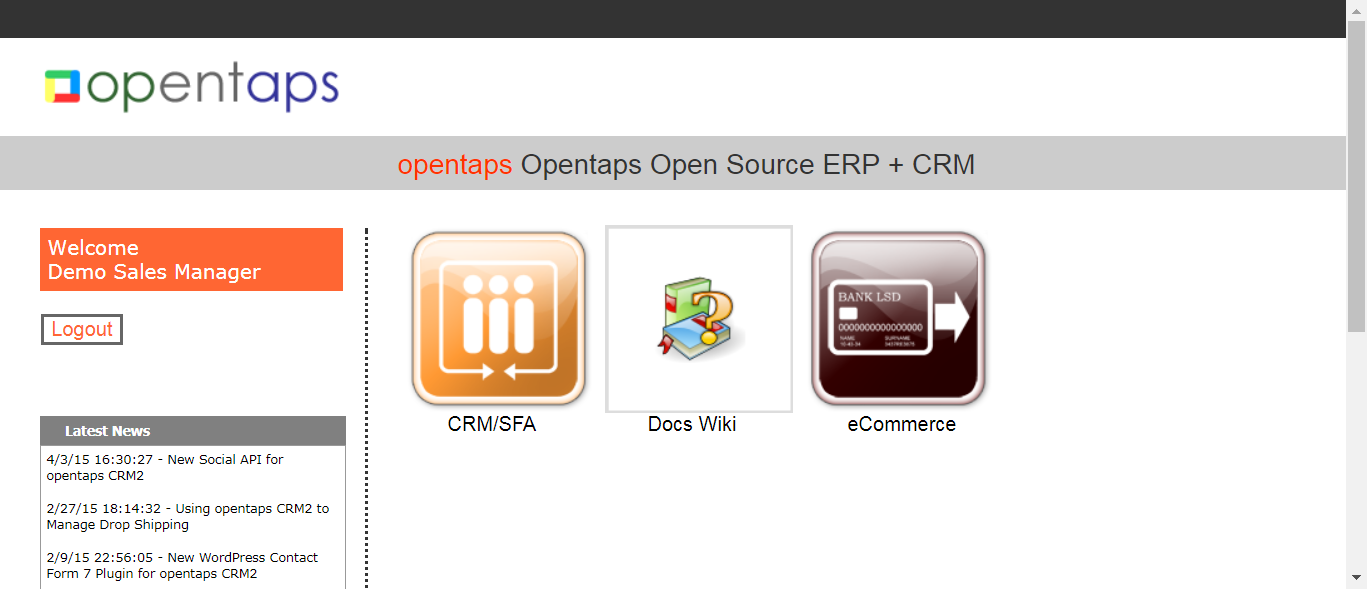 opentaps
opentaps Opentaps Open Source ERP + CRM
Welcome
Demo Sales Manager
Logout
Latest News
4/3/15 16:30:27 - New Social API for
opentaps CRM2
2/27/15 18:14:32 - Using opentaps CRM2 to
Manage Drop Shipping
2/9/15 22:56:05 - New WordPress Contact
Form 7 Plugin for opentaps CRM2
CRM/SFA
Docs Wiki
BANK LSD
NAME
SURNAME
eCommerce